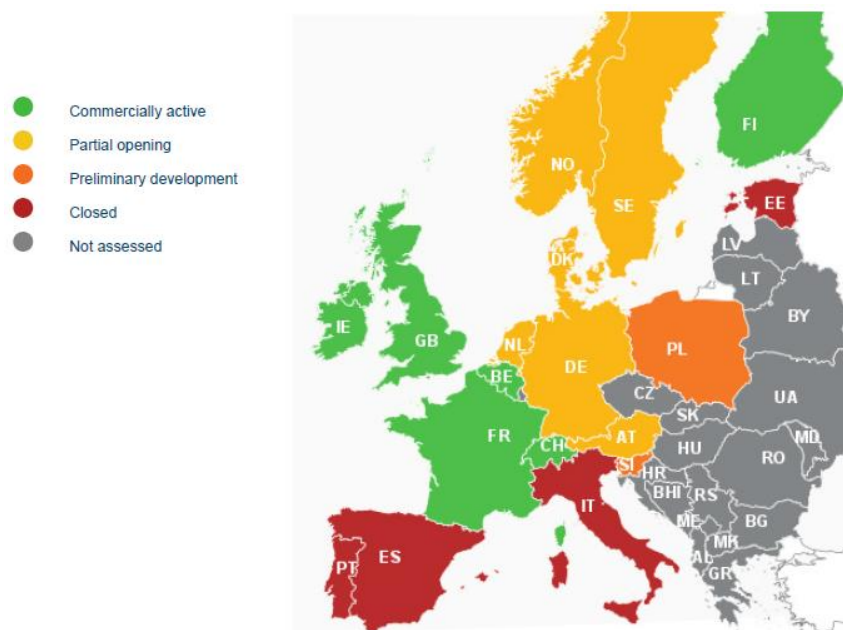 Commercially active
Partial opening
Preliminary development
Closed
Not assessed
FI
NO
SE
EE
LV
LT
DK
BY
IE
GB
NL
PL
DE
BE
CZ
UA
SK
FR
MD
AT
HU
CH
RO
SI
HR
BHI
RS
IT
ME
BG
MK
ES
AL
PT
GR